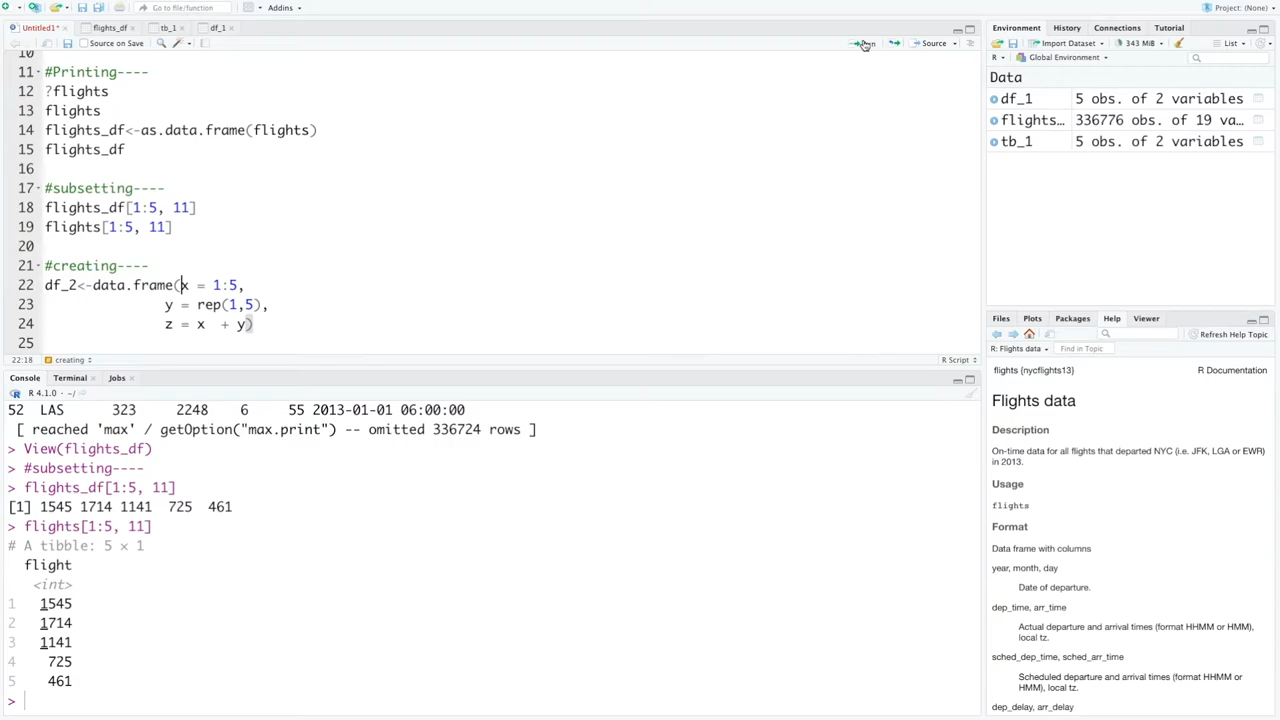 Go to file/function
Addins
Project: (None)
Untitled1*
flights_df
tb_1
df_1
Source on Save
Run
Source
10
11 #Printing----
12 ?flights
13 flights
14 flights_df<-as.data.frame(flights)
15 flights_df
16
17 #subsetting----
18 flights_df[1:5, 11]
19 flights[1:5, 11]
20
21 #creating----
22 df_2<-data.frame(x = 1:5,
23 y = rep(1,5),
24 z = x + y)
25
22:18
creating
R Script
Console
Terminal
Jobs
R 4.1.0 · ~/
52 LAS 323 2248 6 55 2013-01-01 06:00:00
[ reached 'max' / getOption("max.print") -- omitted 336724 rows ]
> View(flights_df)
> #subsetting----
> flights_df[1:5, 11]
[1] 1545 1714 1141 725 461
> flights[1:5, 11]
# A tibble: 5 × 1
flight
<int>
1 1545
2 1714
3 1141
4 725
5 461
>
Environment
History
Connections
Tutorial
Import Dataset
343 MiB
List
R
Global Environment
Data
df_1 5 obs. of 2 variables
flights… 336776 obs. of 19 va…
tb_1 5 obs. of 2 variables
Files
Plots
Packages
Help
Viewer
Refresh Help Topic
R: Flights data
Find in Topic
flights {nycflights13}
R Documentation
Flights data
Description
On-time data for all flights that departed NYC (i.e. JFK, LGA or EWR)
in 2013.
Usage
flights
Format
Data frame with columns
year, month, day
Date of departure.
dep_time, arr_time
Actual departure and arrival times (format HHMM or HMM),
local tz.
sched_dep_time, sched_arr_time
Scheduled departure and arrival times (format HHMM or
HMM), local tz.
dep_delay, arr_delay